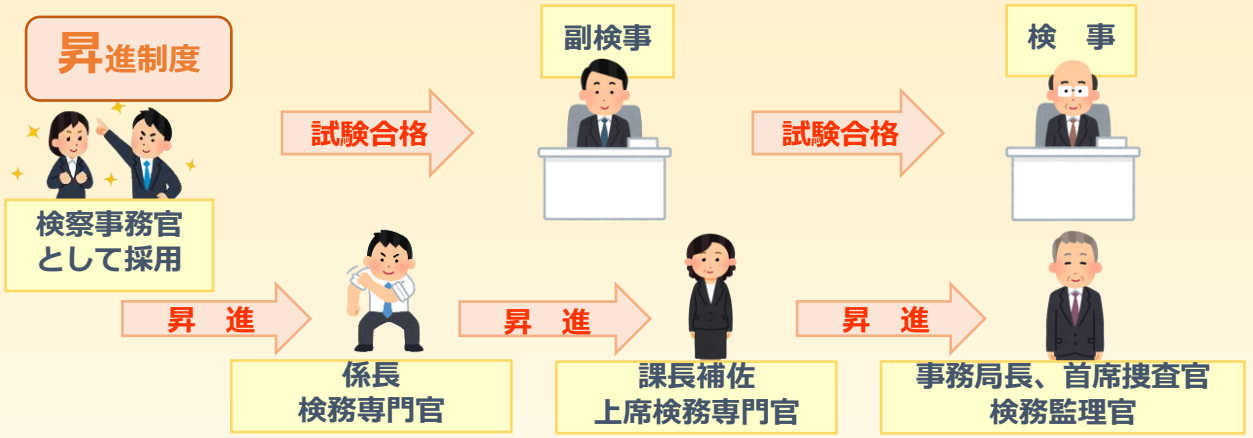 昇進制度
副検事
検　事
試験合格
試験合格
検察事務官
として採用
昇　進
昇　進
昇　進
係長
検務専門官
課長補佐
上席検務専門官
事務局長、首席捜査官
検務監理官